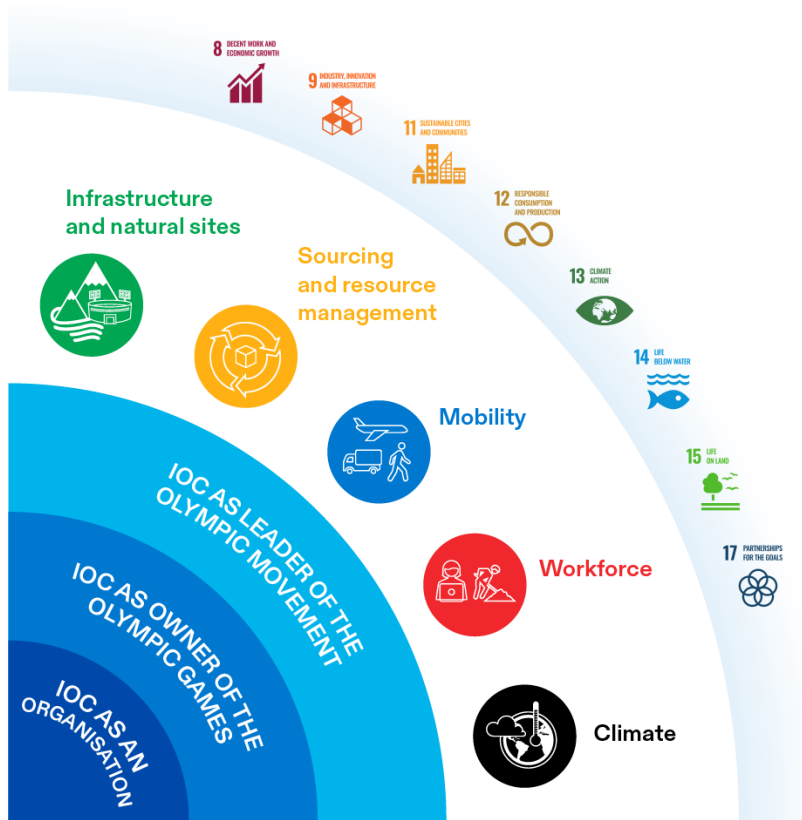 8 DECENT WORK AND
ECONOMIC GROWTH
9 INDUSTRY, INNOVATION
AND INFRASTRUCTURE
11 SUSTAINABLE CITIES
AND COMMUNITIES
12 RESPONSIBLE
CONSUMPTION
AND PRODUCTION
13 CLIMATE
ACTION
14 LIFE
BELOW WATER
15 LIFE
ON LAND
17 PARTNERSHIPS
FOR THE GOALS
Infrastructure
and natural sites
Sourcing
and resource
management
Mobility
Workforce
Climate
IOC AS LEADER OF THE
OLYMPIC MOVEMENT
IOC AS OWNER OF THE
OLYMPIC GAMES
IOC AS AN
ORGANISATION